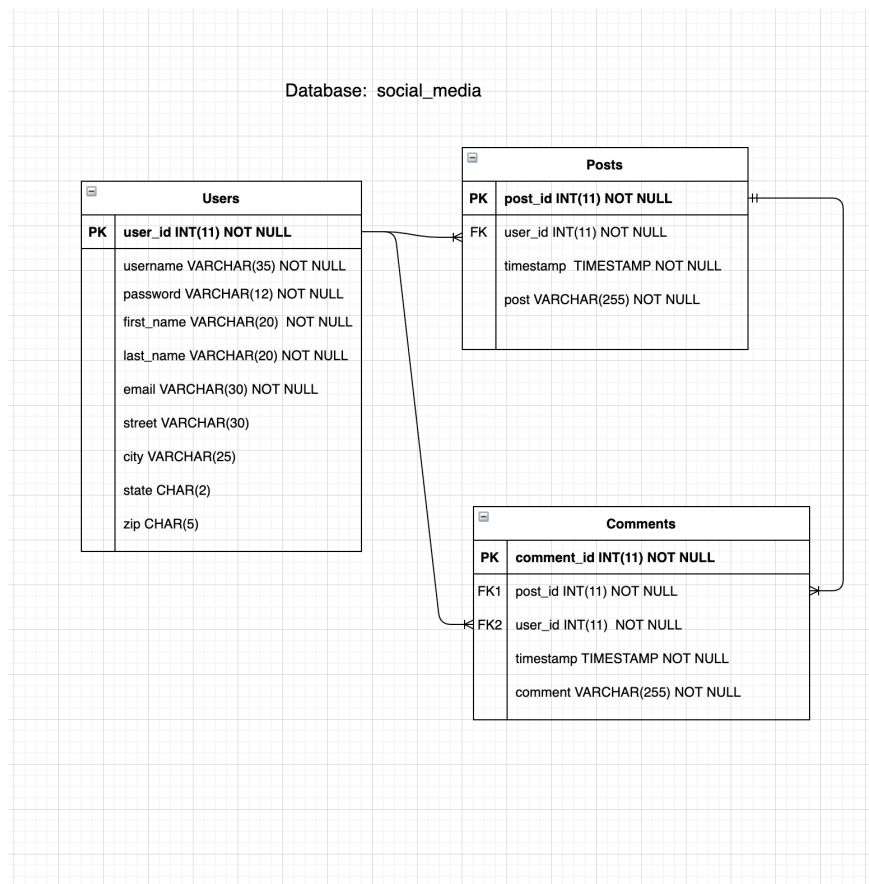 Database: social_media
Users
PK user_id INT(11) NOT NULL
username VARCHAR(35) NOT NULL
password VARCHAR(12) NOT NULL
first_name VARCHAR(20) NOT NULL
last_name VARCHAR(20) NOT NULL
email VARCHAR(30) NOT NULL
street VARCHAR(30)
city VARCHAR(25)
state CHAR(2)
zip CHAR(5)
Posts
PK post_id INT(11) NOT NULL
FK user_id INT(11) NOT NULL
timestamp TIMESTAMP NOT NULL
post VARCHAR(255) NOT NULL
Comments
PK comment_id INT(11) NOT NULL
FK1 post_id INT(11) NOT NULL
FK2 user_id INT(11) NOT NULL
timestamp TIMESTAMP NOT NULL
comment VARCHAR(255) NOT NULL